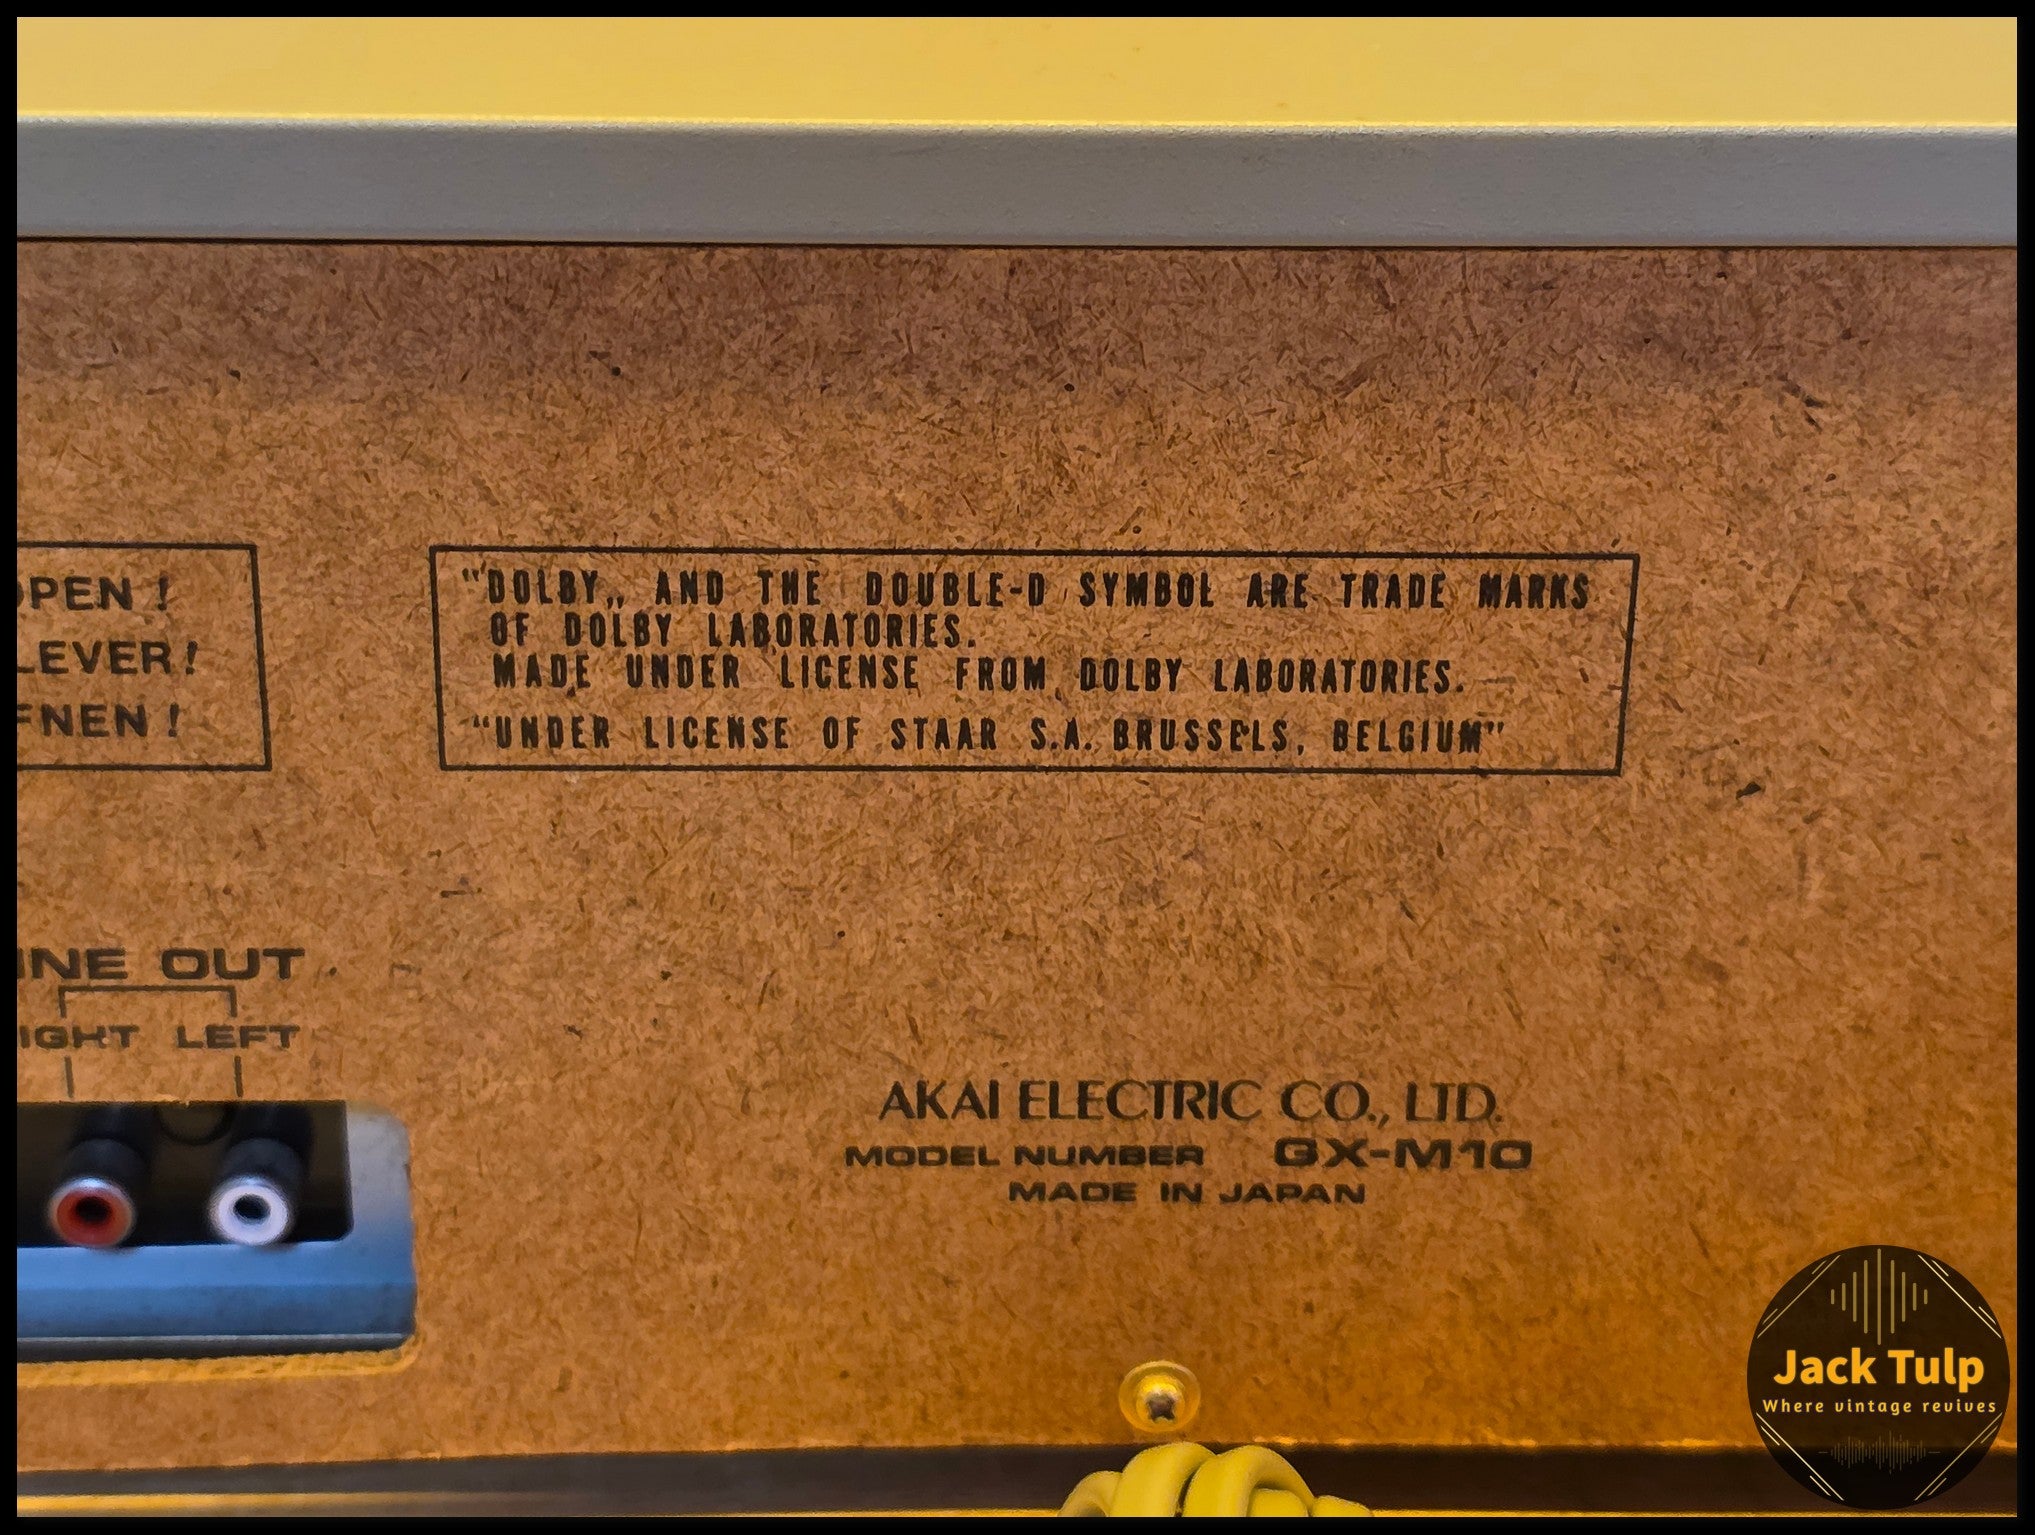 OPEN !
LEVER!
FNEN !
"DOLBY,, AND THE DOUBLE-D SYMBOL ARE TRADE MARKS
OF DOLBY LABORATORIES.
MADE UNDER LICENSE FROM DOLBY LABORATORIES.
"UNDER LICENSE OF STAAR S.A. BRUSSELS, BELGIUM"
INE OUT
IGHT LEFT
AKAI ELECTRIC CO., LTD.
MODEL NUMBER GX-M10
MADE IN JAPAN
Jack Tulp
Where vintage revives